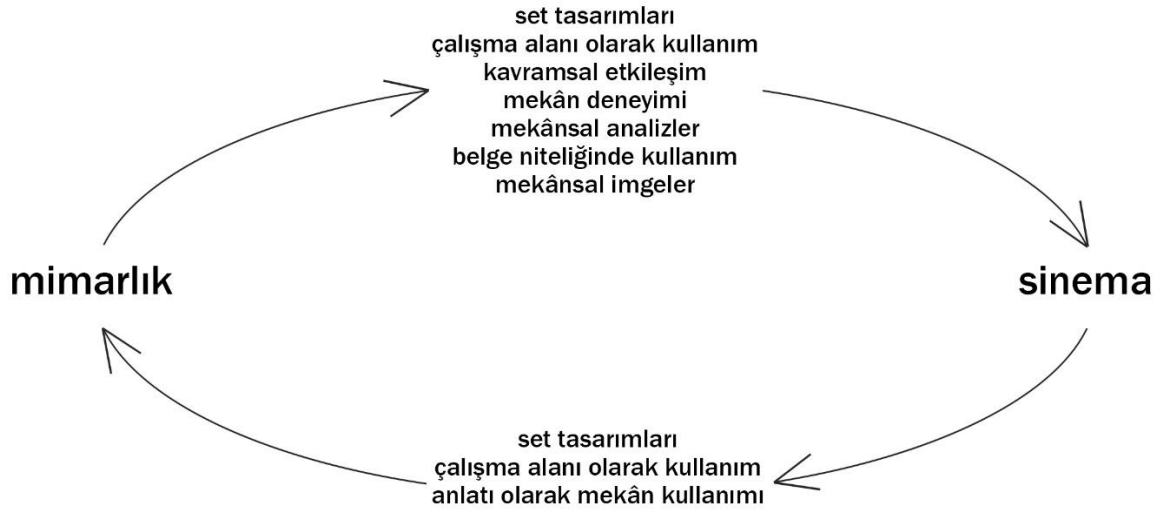 set tasarımları
çalışma alanı olarak kullanım
kavramsal etkileşim
mekân deneyimi
mekânsal analizler
belge niteliğinde kullanım
mekânsal imgeler
mimarlık
sinema
set tasarımları
çalışma alanı olarak kullanım
anlatı olarak mekân kullanımı